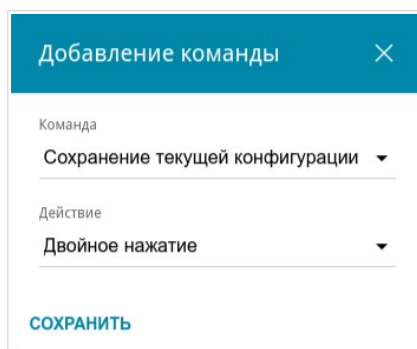 Добавление команды
Команда
Сохранение текущей конфигурации
Действие
Двойное нажатие
СОХРАНИТЬ